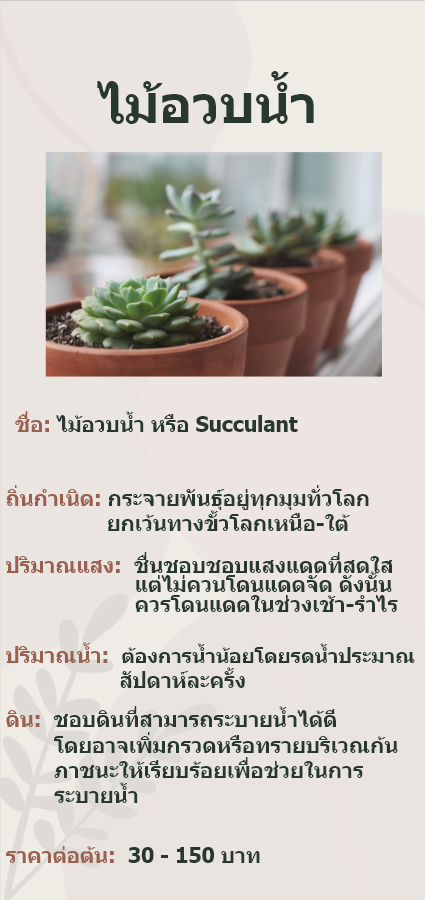 ไม้อวบน้ำ
ชื่อ: ไม้อวบน้ำ หรือ Succulant
ถิ่นกำเนิด: กระจายพันธุ์อยู่ทุกมุมทั่วโลก
ยกเว้นทางขั้วโลกเหนือ-ใต้
ปริมาณแสง: ชื่นชอบชอบแสงแดดที่สดใส
แต่ไม่ควนโดนแดดจัด ดังนั้น
ควรโดนแดดในช่วงเช้า-รำไร
ปริมาณน้ำ: ต้องการน้ำน้อยโดยรดน้ำประมาณ
สัปดาห์ละครั้ง
ดิน: ชอบดินที่สามารถระบายน้ำได้ดี
โดยอาจเพิ่มกรวดหรือทรายบริเวณก้น
ภาชนะให้เรียบร้อยเพื่อช่วยในการ
ระบายน้ำ
ราคาต่อต้น: 30 - 150 บาท